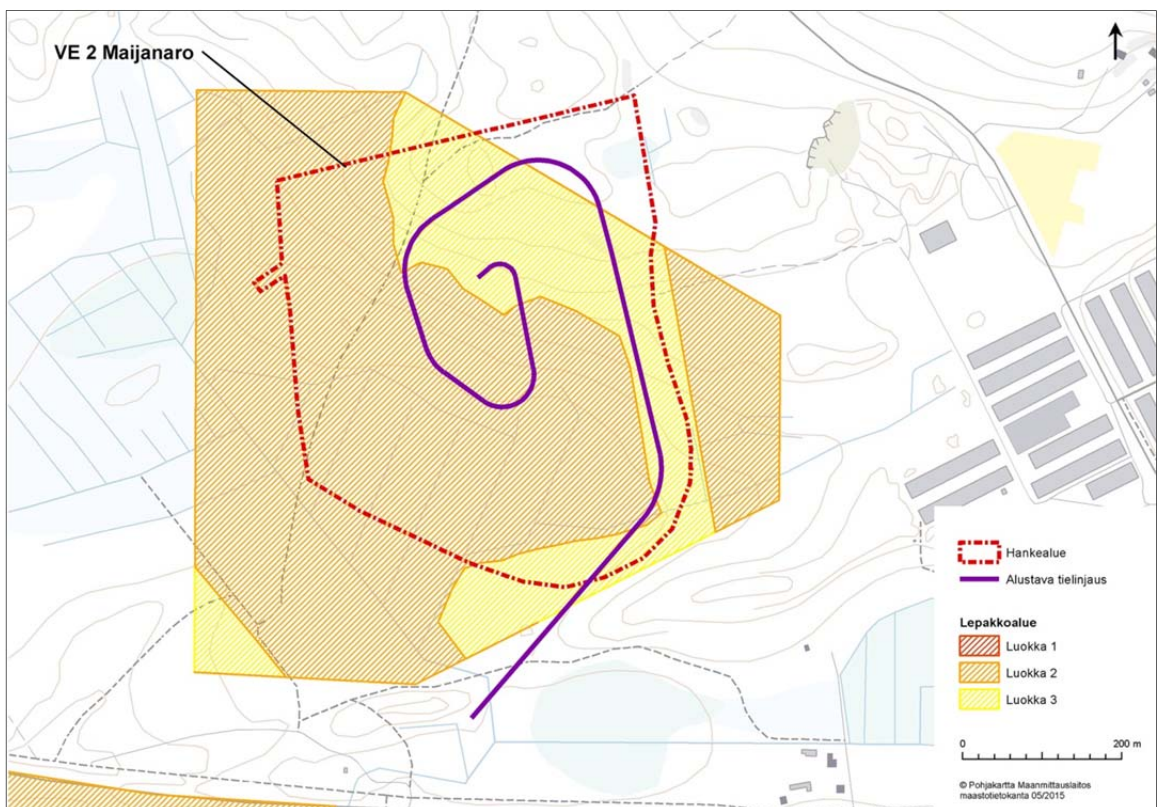 VE 2 Maijanaro
Hankealue
Alustava tielinjaus
Lepakkoalue
Luokka 1
Luokka 2
Luokka 3
0 200 m
© Pohjakartta Maanmittauslaitos
maastotietokanta 05/2015